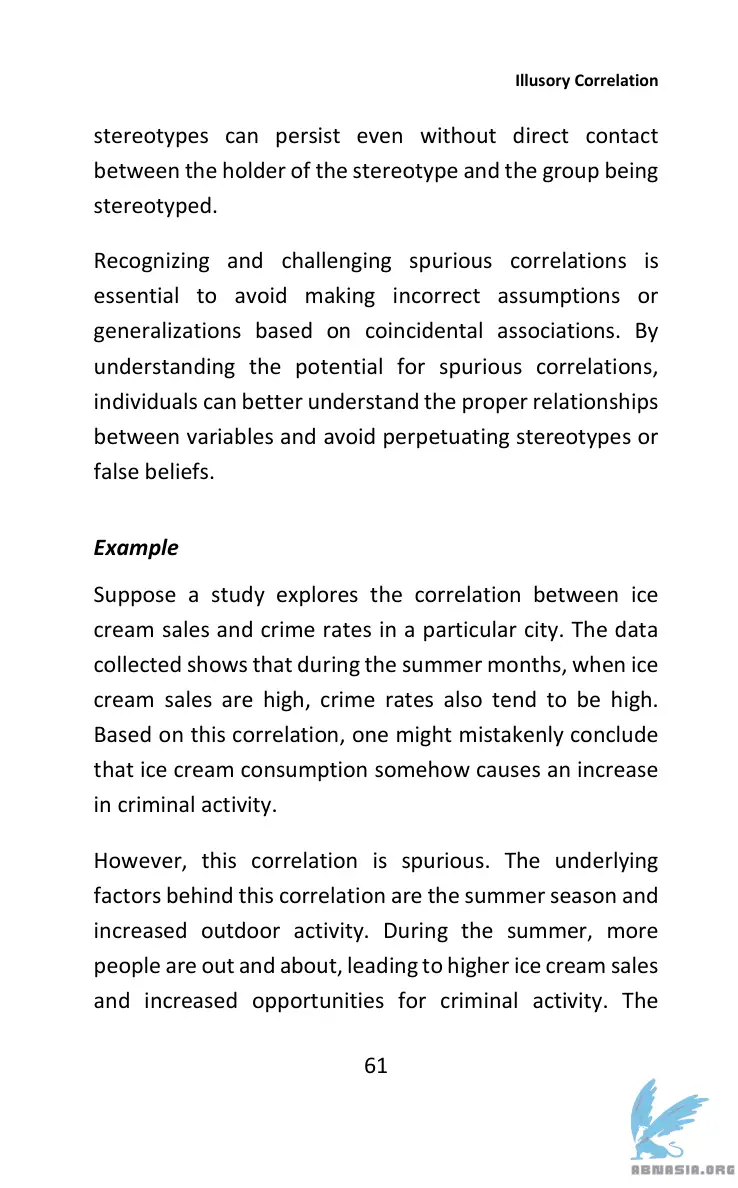 Illusory Correlation
stereotypes can persist even without direct contact
between the holder of the stereotype and the group being
stereotyped.
Recognizing and challenging spurious correlations is
essential to avoid making incorrect assumptions or
generalizations based on coincidental associations. By
understanding the potential for spurious correlations,
individuals can better understand the proper relationships
between variables and avoid perpetuating stereotypes or
false beliefs.
Example
Suppose a study explores the correlation between ice
cream sales and crime rates in a particular city. The data
collected shows that during the summer months, when ice
cream sales are high, crime rates also tend to be high.
Based on this correlation, one might mistakenly conclude
that ice cream consumption somehow causes an increase
in criminal activity.
However, this correlation is spurious. The underlying
factors behind this correlation are the summer season and
increased outdoor activity. During the summer, more
people are out and about, leading to higher ice cream sales
and increased opportunities for criminal activity. The
61
ABNASIA.ORG